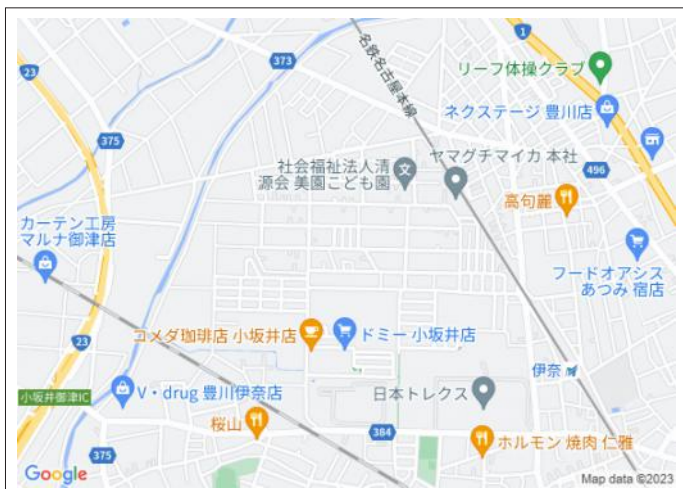 1
23
373
名鉄名古屋本線
リーフ体操クラブ
ネクステージ 豊川店
375
社会福祉法人清
源会 美園こども園
ヤマグチマイカ 本社
496
高句麗
カーテン工房
マルナ御津店
フードオアシス
あつみ 宿店
コメダ珈琲店 小坂井店
ドミー 小坂井店
23
伊奈
小坂井御津IC
V・drug 豊川伊奈店
日本トレクス
桜山
384
ホルモン 焼肉 仁雅
375
Google
Map data ©2023